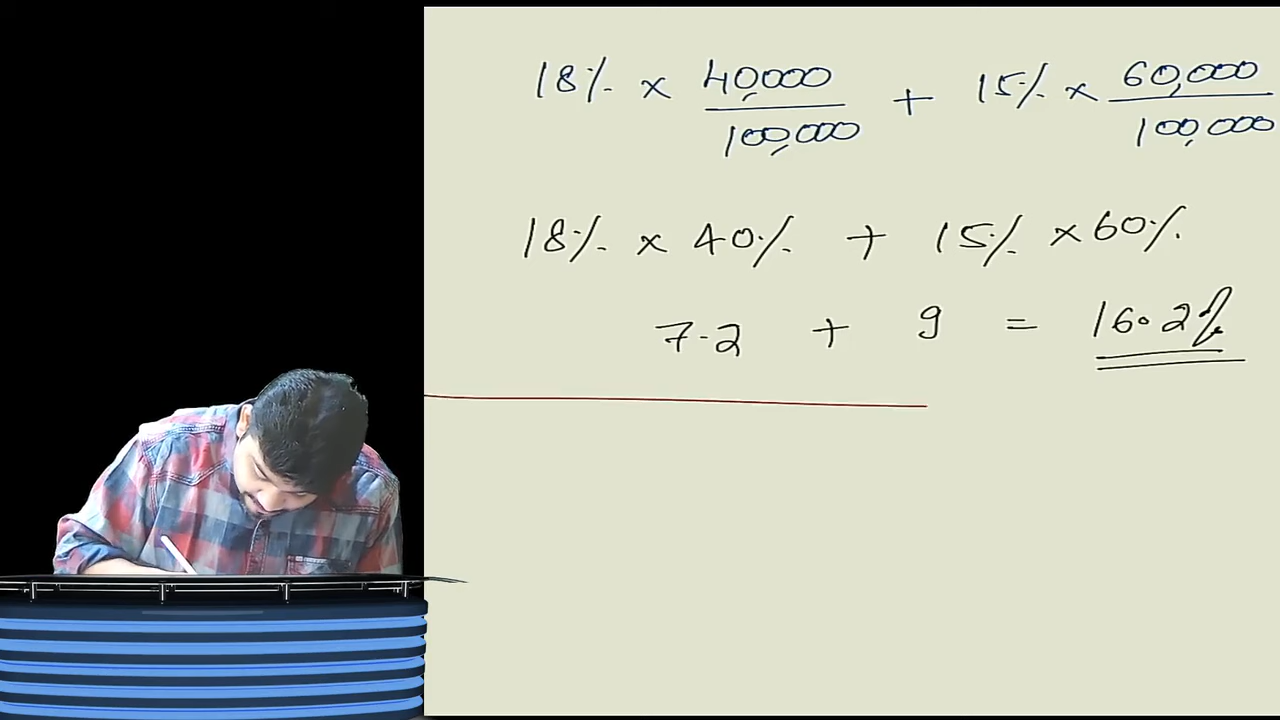 18% × 40,000/100,000 + 15% × 60,000/100,000
18% × 40% + 15% × 60%
7.2 + 9 = 16.2%